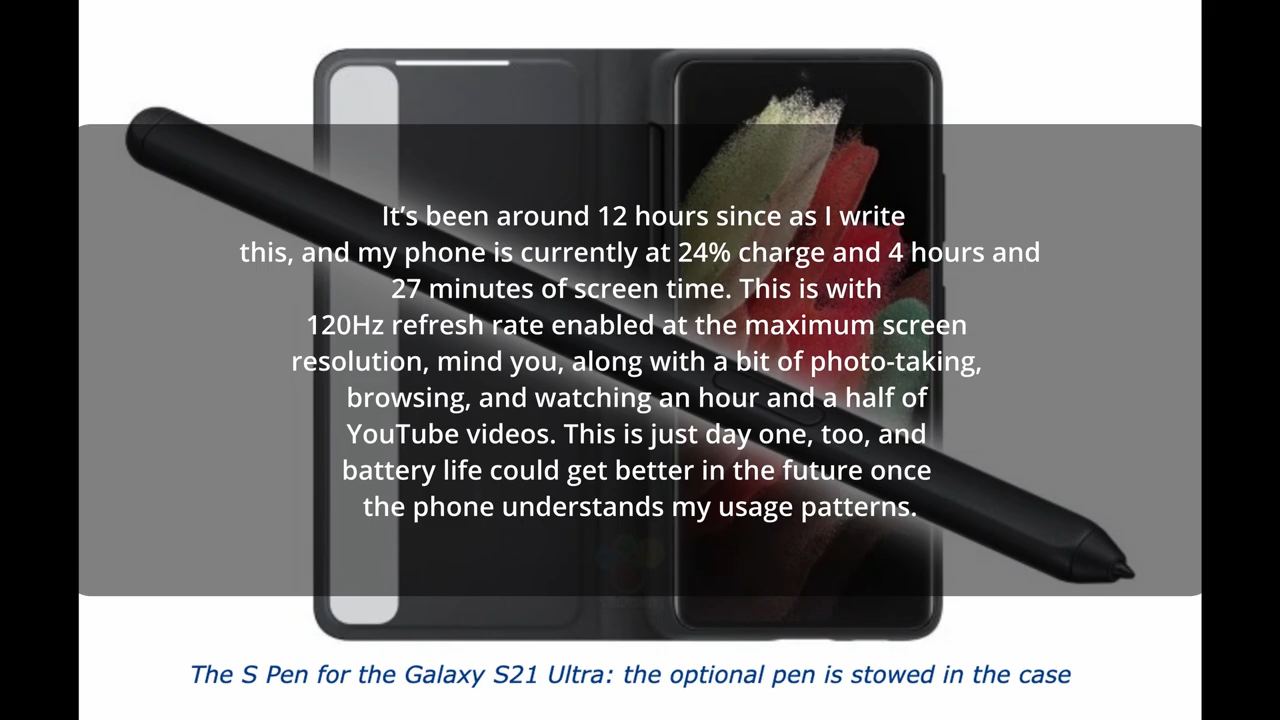 It’s been around 12 hours since as I write
this, and my phone is currently at 24% charge and 4 hours and
27 minutes of screen time. This is with
120Hz refresh rate enabled at the maximum screen
resolution, mind you, along with a bit of photo-taking,
browsing, and watching an hour and a half of
YouTube videos. This is just day one, too, and
battery life could get better in the future once
the phone understands my usage patterns.
The S Pen for the Galaxy S21 Ultra: the optional pen is stowed in the case